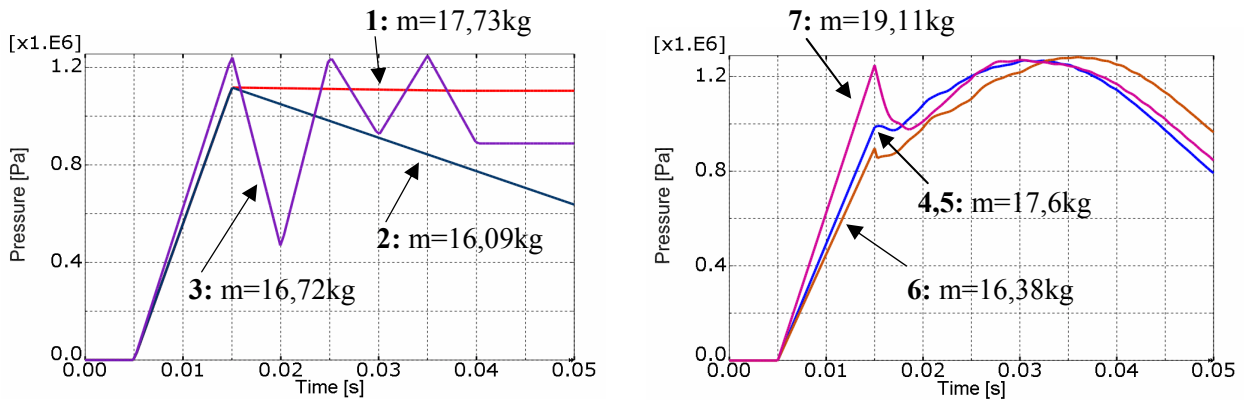 1: m=17,73kg
[x1.E6]
1.2
0.8
0.4
0.0
Pressure [Pa]
2: m=16,09kg
3: m=16,72kg
0.00 0.01 0.02 0.03 0.04 0.05
Time [s]
7: m=19,11kg
[x1.E6]
1.2
0.8
0.4
0.0
Pressure [Pa]
4,5: m=17,6kg
6: m=16,38kg
0.00 0.01 0.02 0.03 0.04 0.05
Time [s]